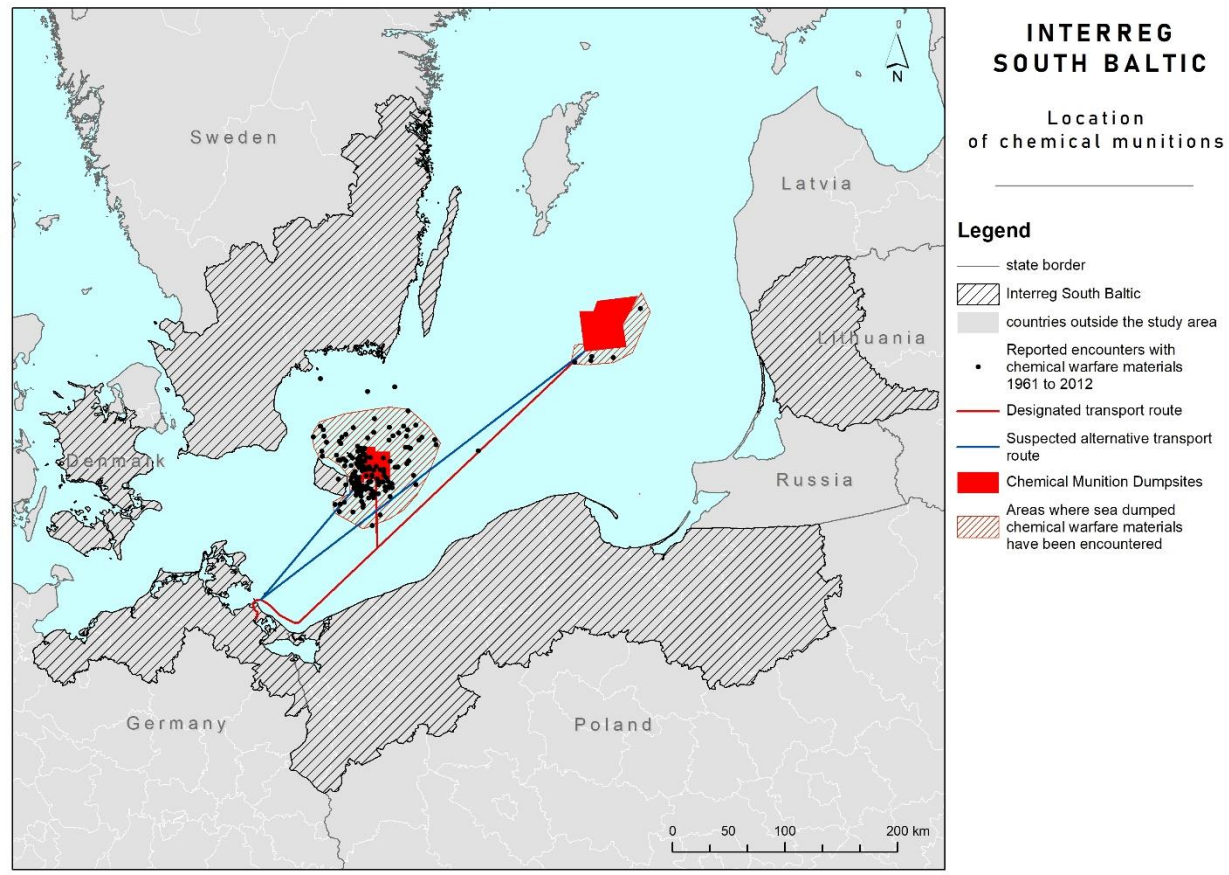 INTERREG
SOUTH BALTIC
Location
of chemical munitions
Legend
state border
Interreg South Baltic
countries outside the study area
Reported encounters with
chemical warfare materials
1961 to 2012
Designated transport route
Suspected alternative transport
route
Chemical Munition Dumpsites
Areas where sea dumped
chemical warfare materials
have been encountered
N
Sweden
Latvia
Lithuania
Denmark
Russia
Germany
Poland
0 50 100 200 km